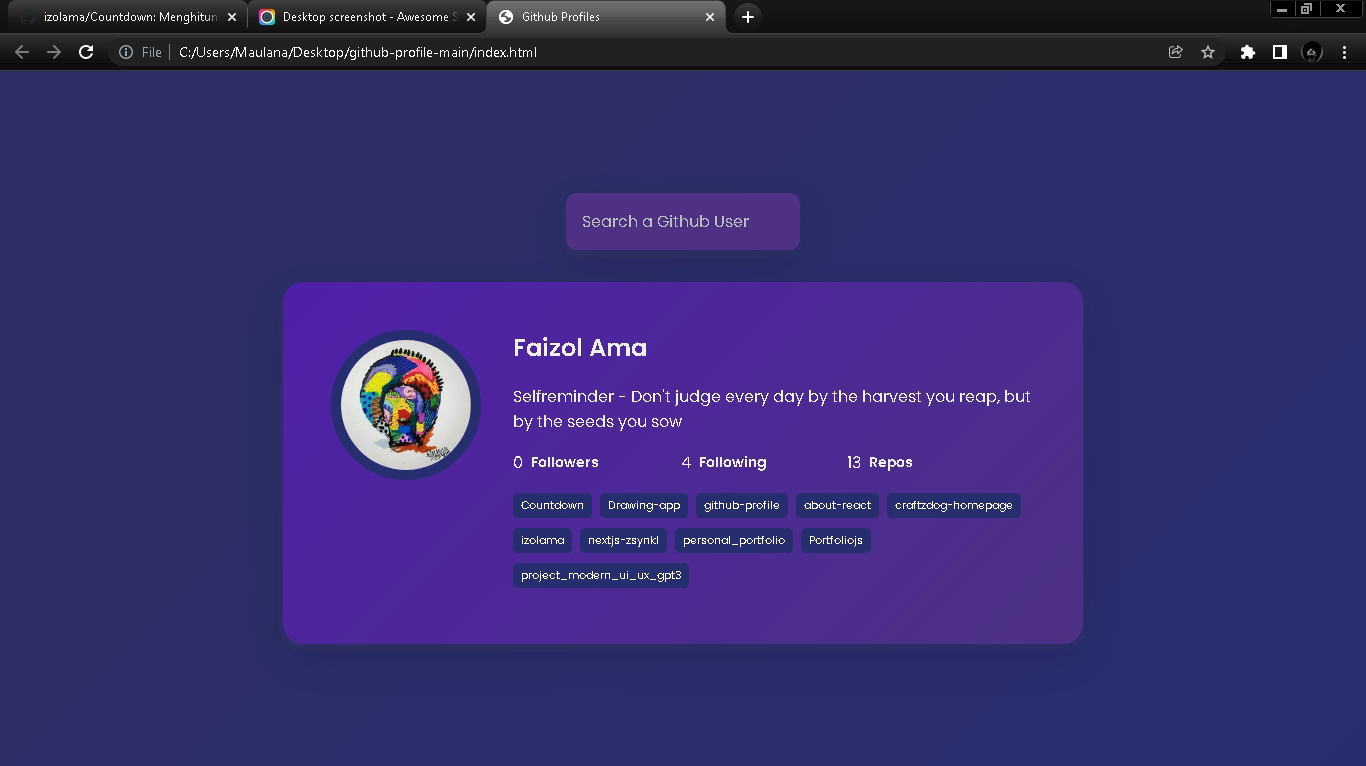 izolama/Countdown: Menghitun
Desktop screenshot - Awesome S
Github Profiles
File
C:/Users/Maulana/Desktop/github-profile-main/index.html
Search a Github User
Faizol Ama
Selfreminder - Don't judge every day by the harvest you reap, but
by the seeds you sow
0 Followers 4 Following 13 Repos
Countdown Drawing-app github-profile about-react craftzdog-homepage
izolama nextjs-zsynkl personal_portfolio Portfoliojs
project_modern_ui_ux_gpt3